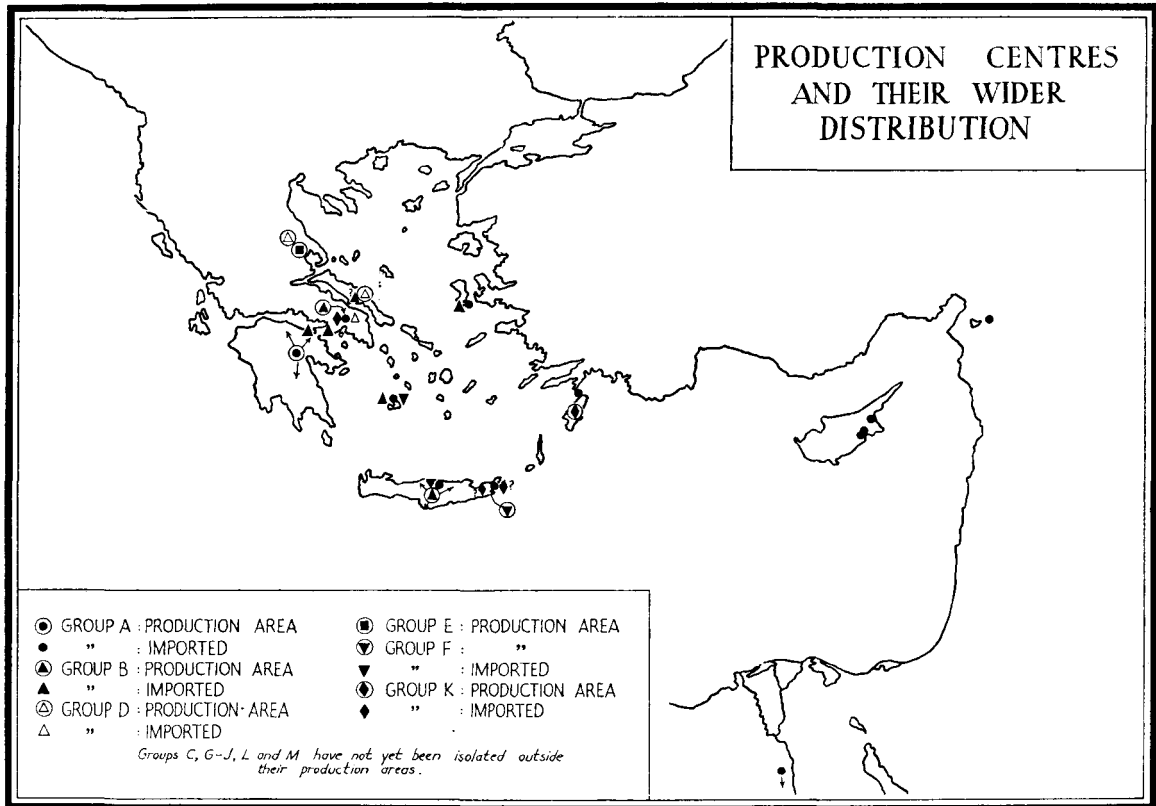 PRODUCTION CENTRES
AND THEIR WIDER
DISTRIBUTION
?
?
GROUP A : PRODUCTION AREA
" : IMPORTED
GROUP B : PRODUCTION AREA
" : IMPORTED
GROUP D : PRODUCTION AREA
" : IMPORTED
GROUP E : PRODUCTION AREA
GROUP F : "
" : IMPORTED
GROUP K : PRODUCTION AREA
" : IMPORTED
Groups C, G-J, L and M have not yet been isolated outside
their production areas.